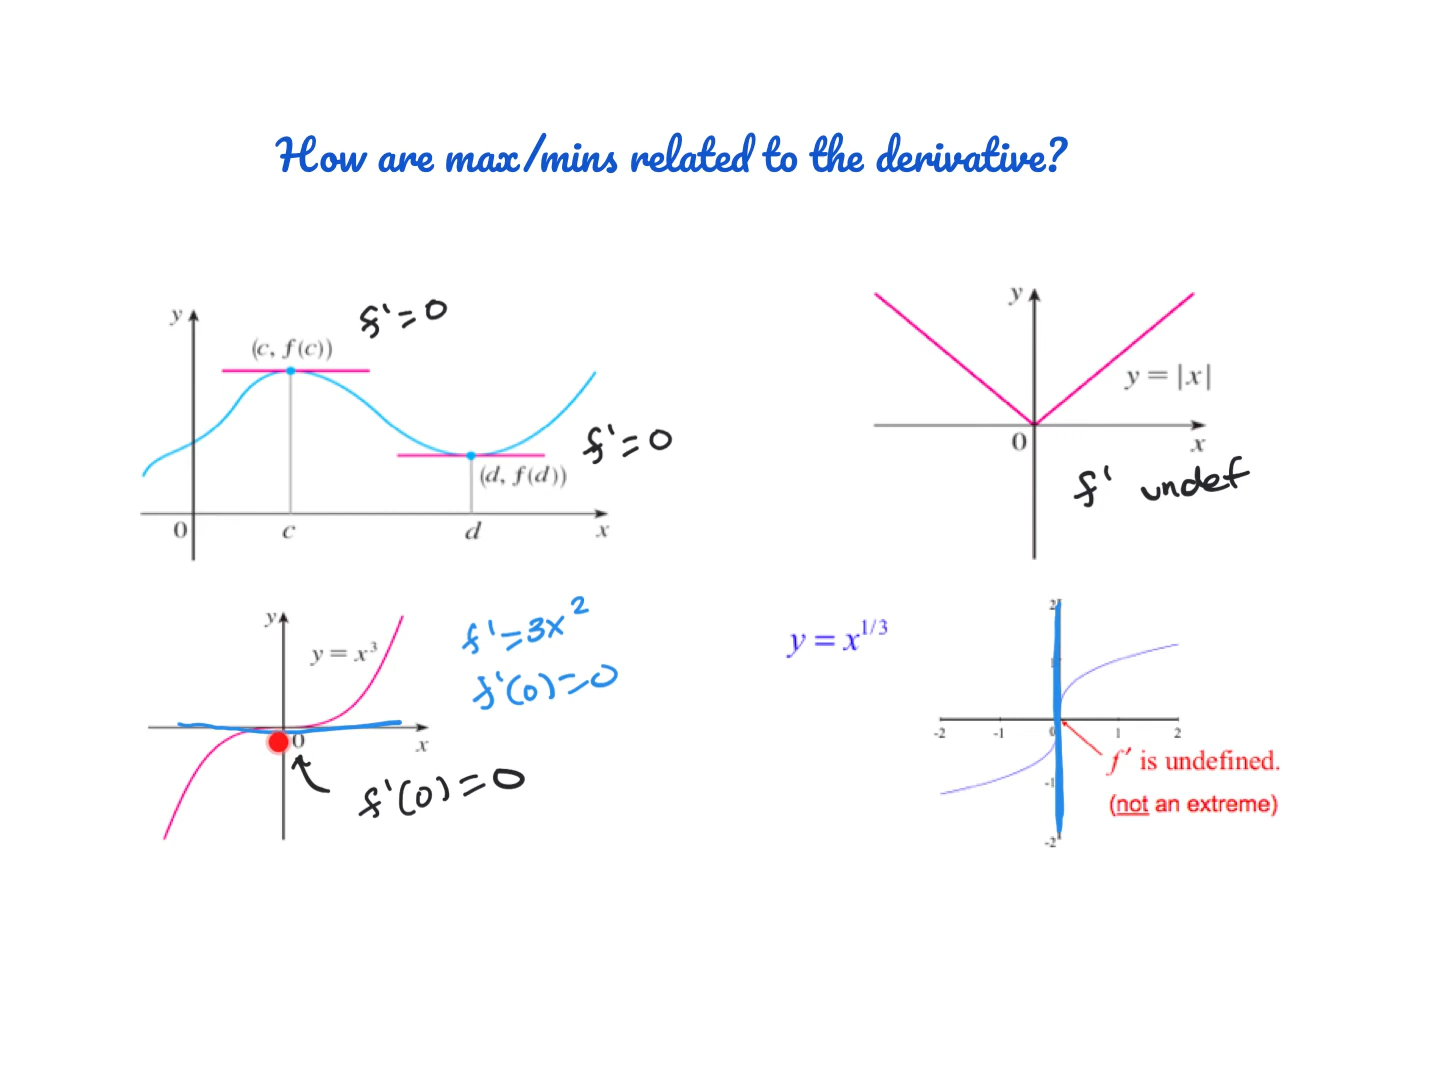 How are max/mins related to the derivative?
y
(c, f(c))
f'=0
f'=0
(d, f(d))
0
c
d
x
y
y = |x|
0
x
f' undef
y
y = x³
0
x
f'=3x²
f'(0)=0
f'(0)=0
y = x^{1/3}
2
1
-2
-1
0
1
2
-1
-2
f' is undefined.
(not an extreme)